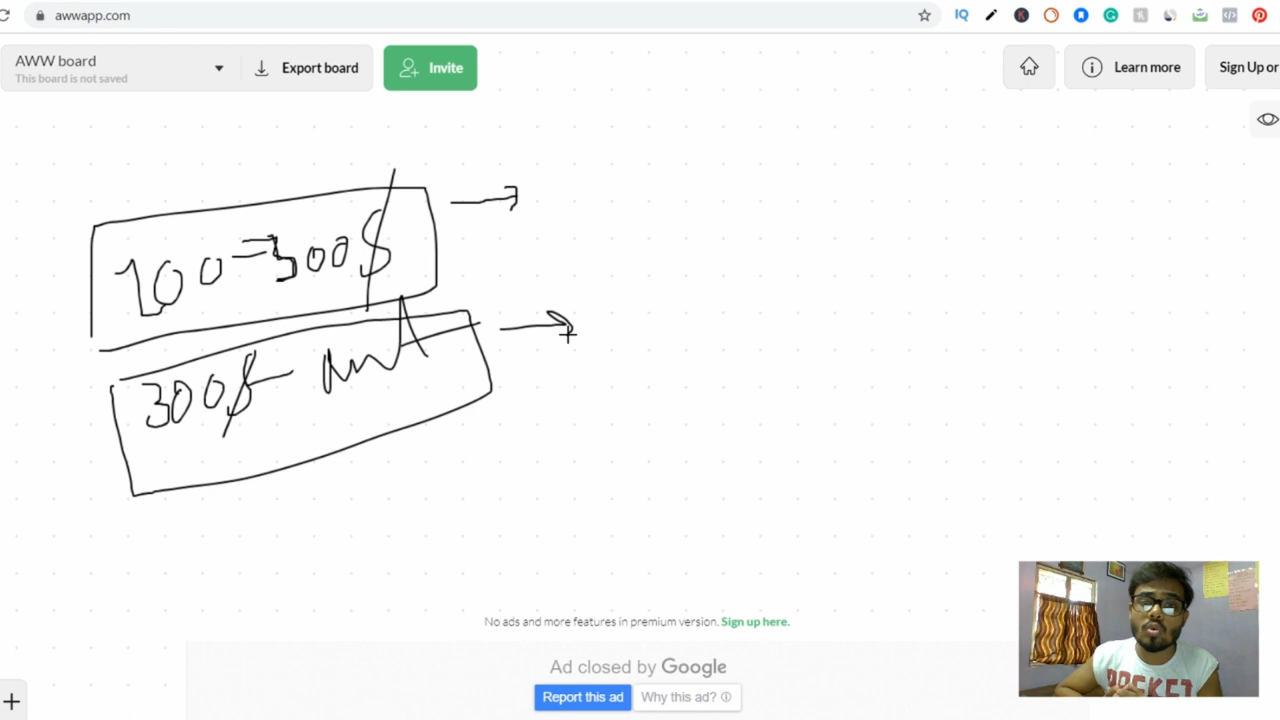 awwapp.com
IQ
AWW board
This board is not saved
Export board
Invite
Learn more
Sign Up or
100-300$
300$-
No ads and more features in premium version. Sign up here.
Ad closed by Google
Report this ad
Why this ad?